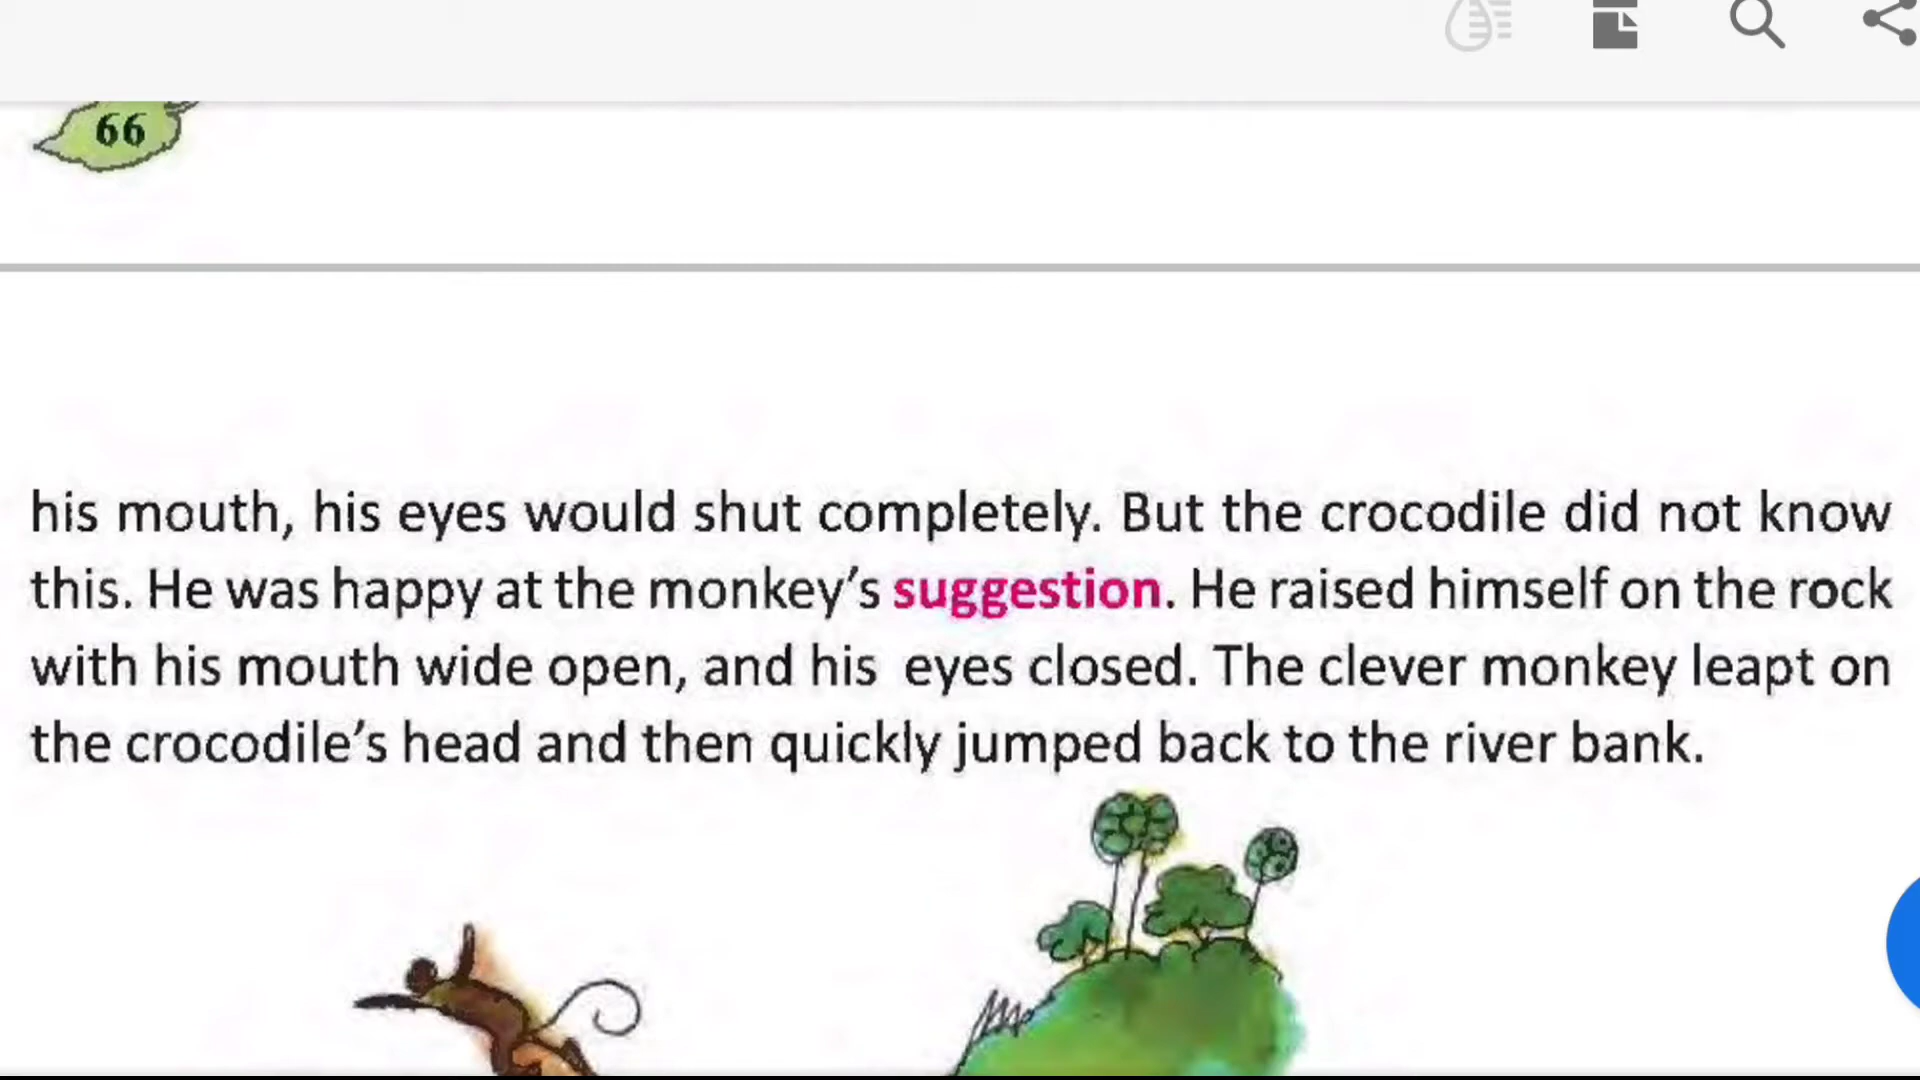 66
his mouth, his eyes would shut completely. But the crocodile did not know
this. He was happy at the monkey’s suggestion. He raised himself on the rock
with his mouth wide open, and his eyes closed. The clever monkey leapt on
the crocodile’s head and then quickly jumped back to the river bank.